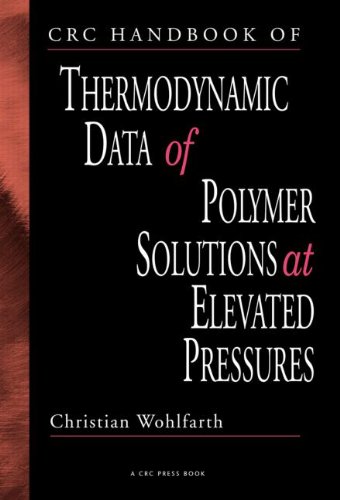 CRC HANDBOOK OF
THERMODYNAMIC
DATA of
POLYMER
SOLUTIONS at
ELEVATED
PRESSURES
Christian Wohlfarth
A CRC PRESS BOOK